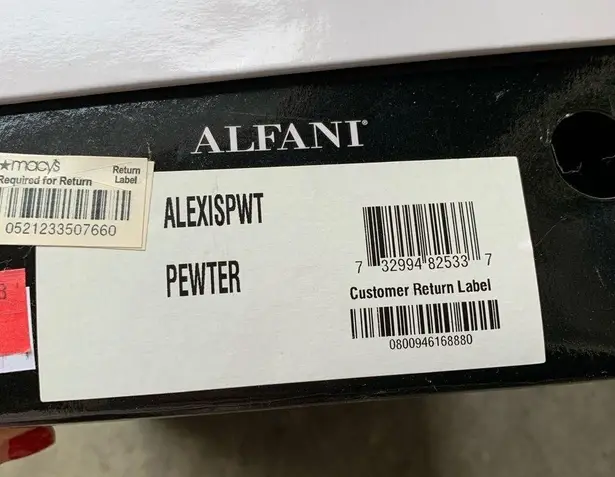 ALFANI®
★macy's
Return
Required for Return
Label
0521233507660
ALEXISPWT
PEWTER
7 32994 82533 7
Customer Return Label
0800946168880